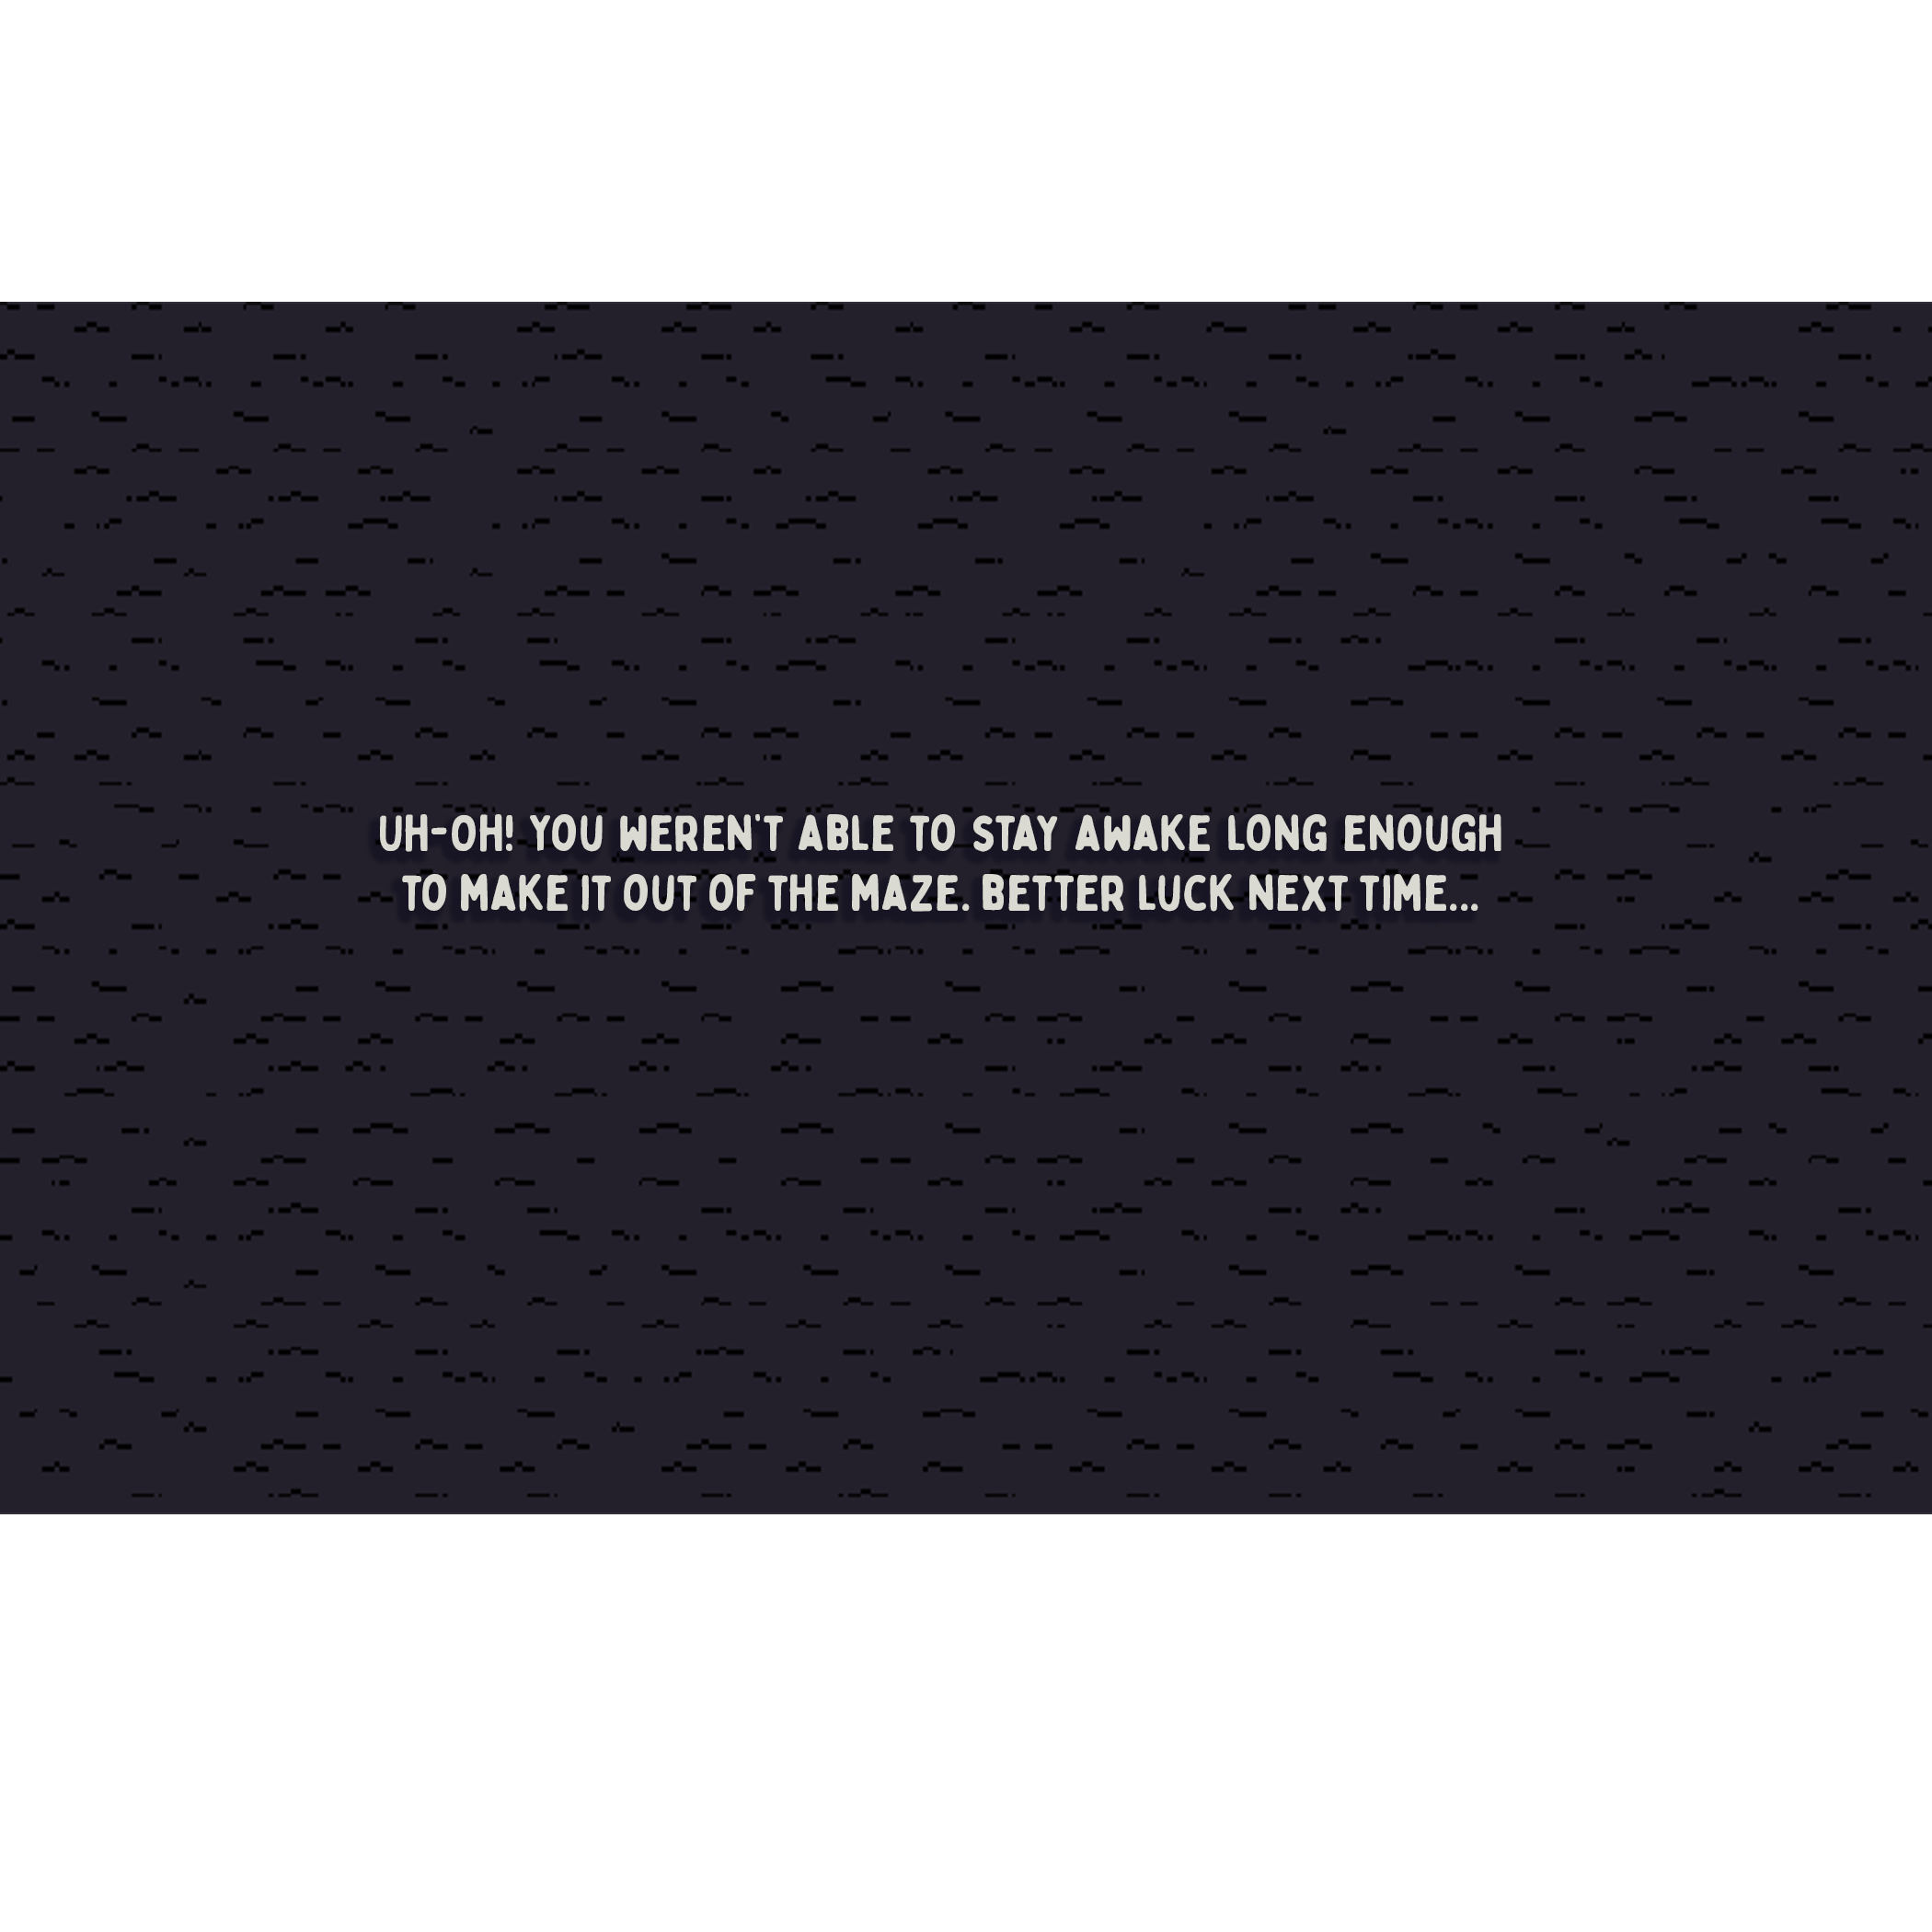 UH-OH! YOU WEREN'T ABLE TO STAY AWAKE LONG ENOUGH
TO MAKE IT OUT OF THE MAZE. BETTER LUCK NEXT TIME...